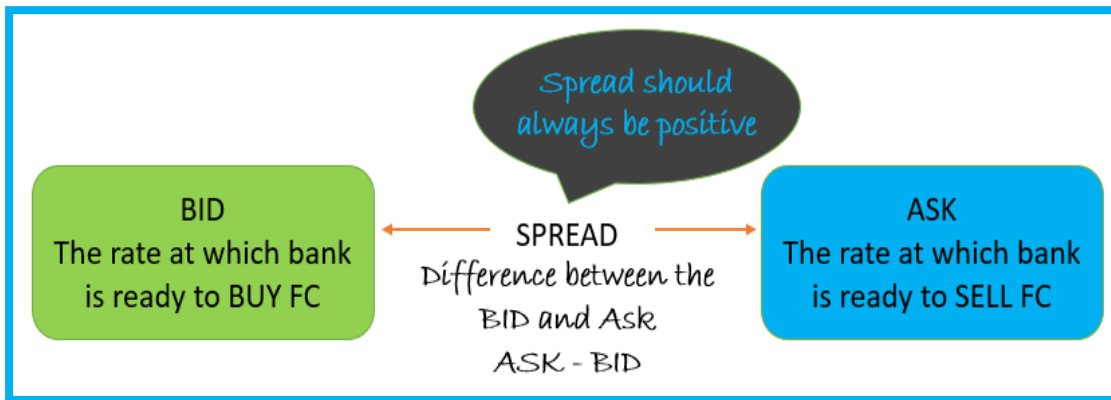 Spread should
always be positive
BID
The rate at which bank
is ready to BUY FC
SPREAD
Difference between the
BID and Ask
ASK - BID
ASK
The rate at which bank
is ready to SELL FC